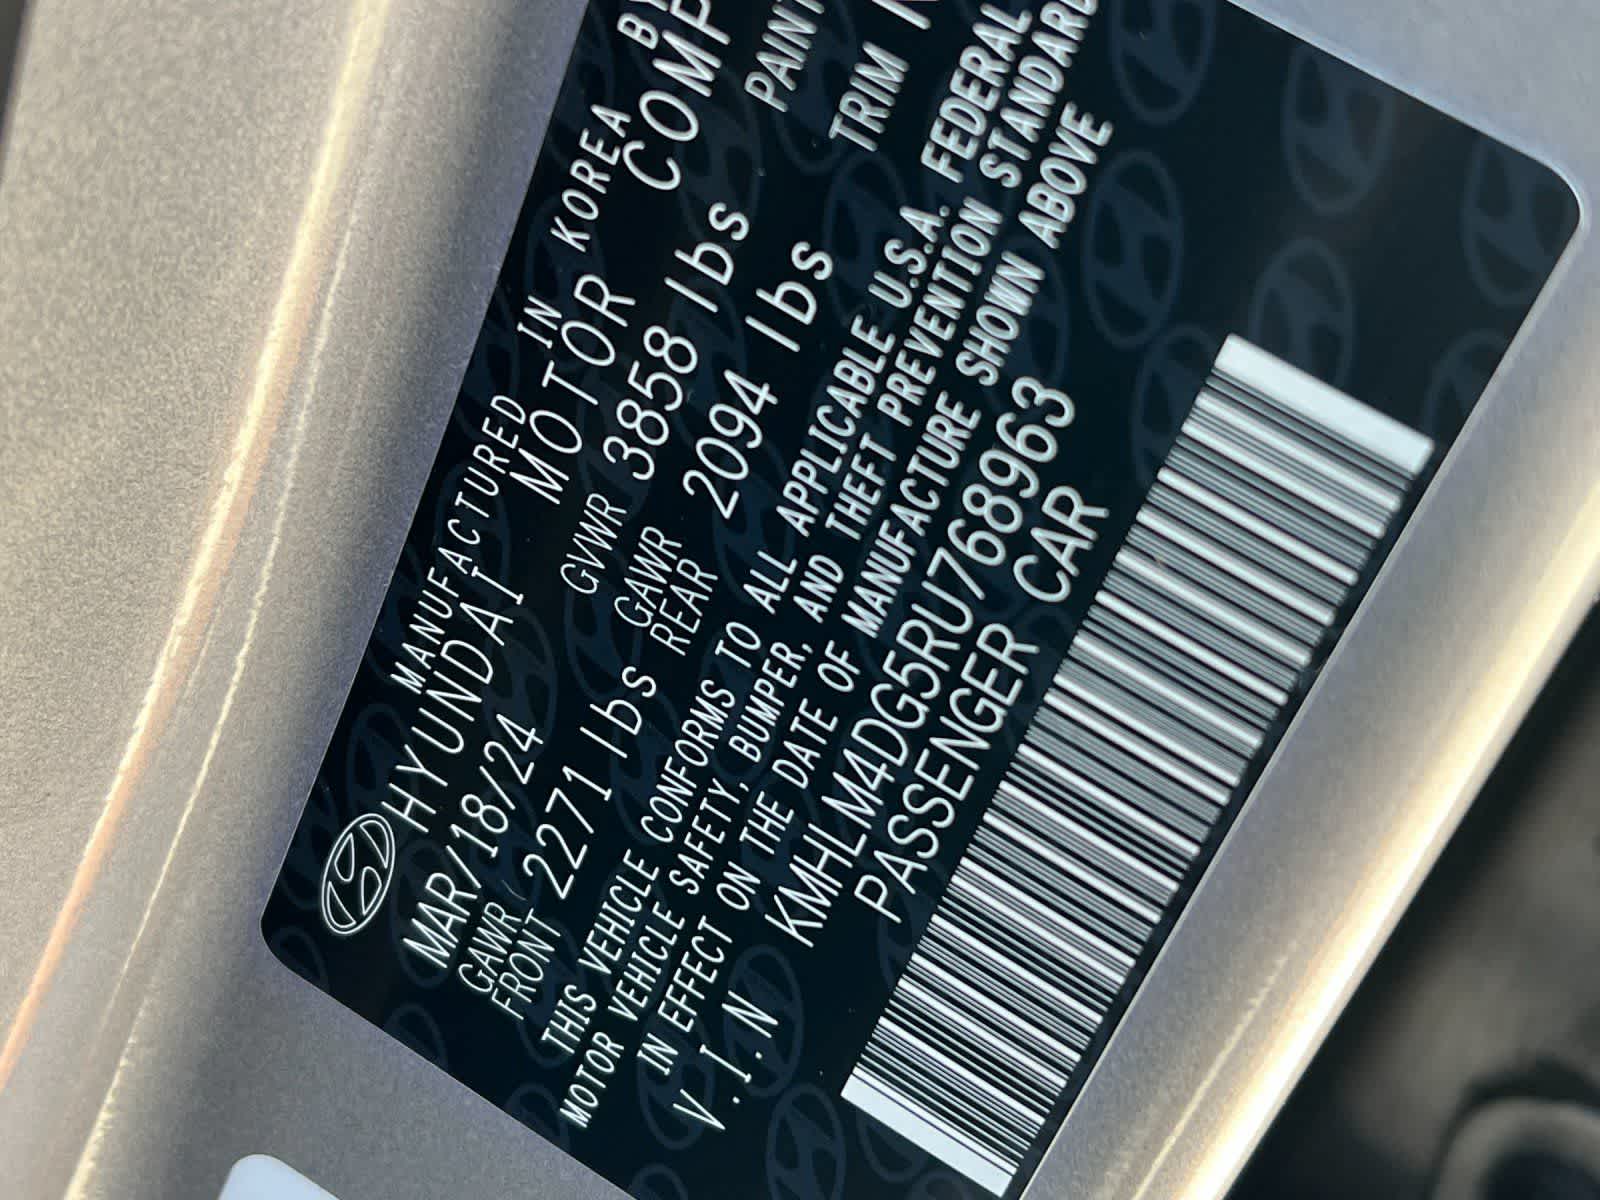 MANUFACTURED IN KOREA BY
HYUNDAI MOTOR COMP
MAR/18/24 GVWR 3858 lbs PAINT
GAWR FRONT 2271 lbs GAWR REAR 2094 lbs TRIM
THIS VEHICLE CONFORMS TO ALL APPLICABLE U.S.A. FEDERAL
MOTOR VEHICLE SAFETY, BUMPER, AND THEFT PREVENTION STANDARD
IN EFFECT ON THE DATE OF MANUFACTURE SHOWN ABOVE
V.I.N KMHLM4DG5RU768963
PASSENGER CAR